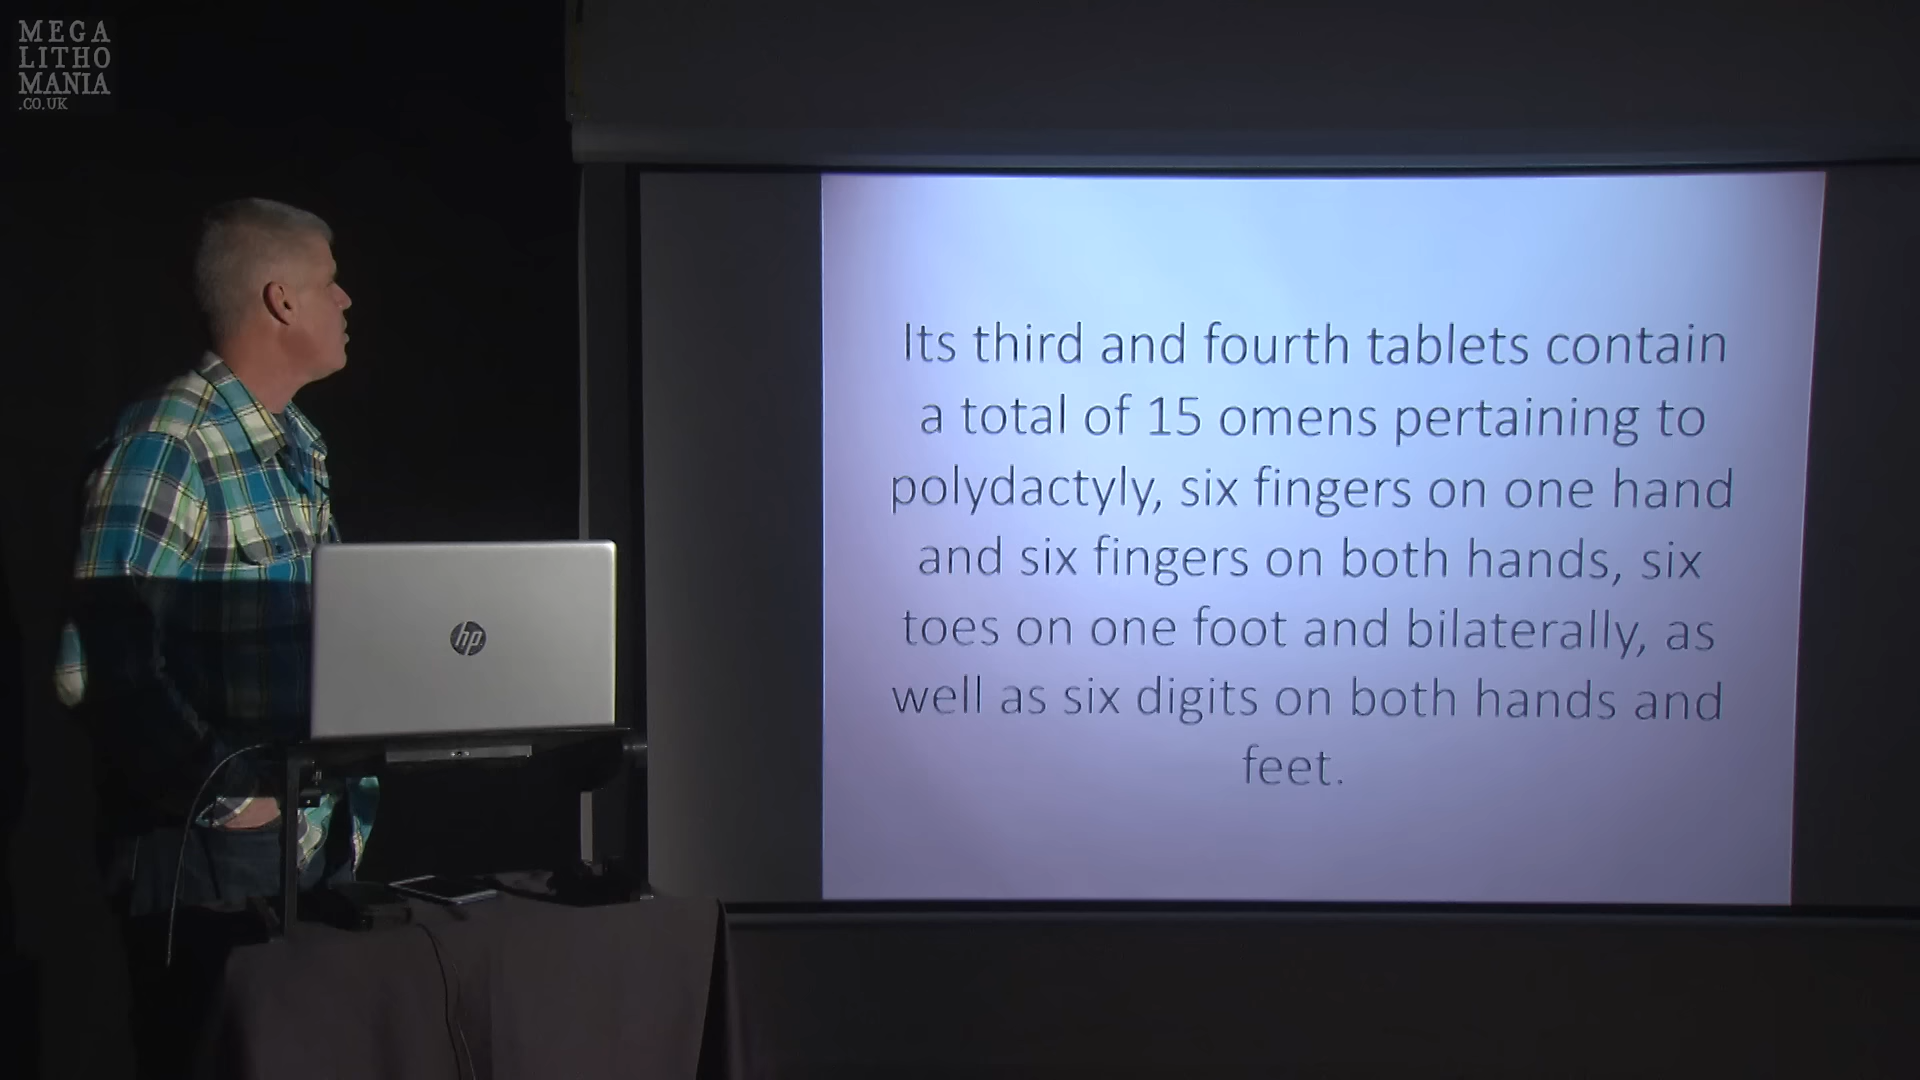 MEGA
LITHO
MANIA
.CO.UK
Its third and fourth tablets contain
a total of 15 omens pertaining to
polydactyly, six fingers on one hand
and six fingers on both hands, six
toes on one foot and bilaterally, as
well as six digits on both hands and
feet.
hp